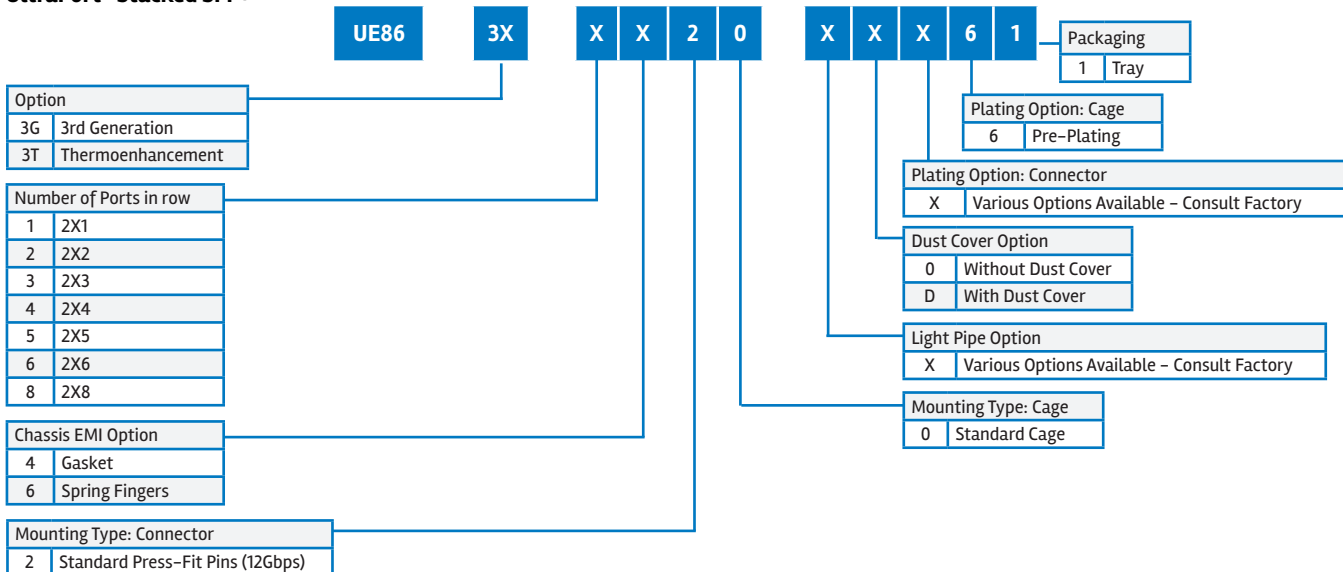 UE86 3X X X 2 0 X X X 6 1
Packaging
1 Tray
Option
3G 3rd Generation
3T Thermoenhancement
Plating Option: Cage
6 Pre-Plating
Plating Option: Connector
X Various Options Available – Consult Factory
Number of Ports in row
1 2X1
2 2X2
3 2X3
4 2X4
5 2X5
6 2X6
8 2X8
Dust Cover Option
0 Without Dust Cover
D With Dust Cover
Light Pipe Option
X Various Options Available – Consult Factory
Mounting Type: Cage
0 Standard Cage
Chassis EMI Option
4 Gasket
6 Spring Fingers
Mounting Type: Connector
2 Standard Press-Fit Pins (12Gbps)